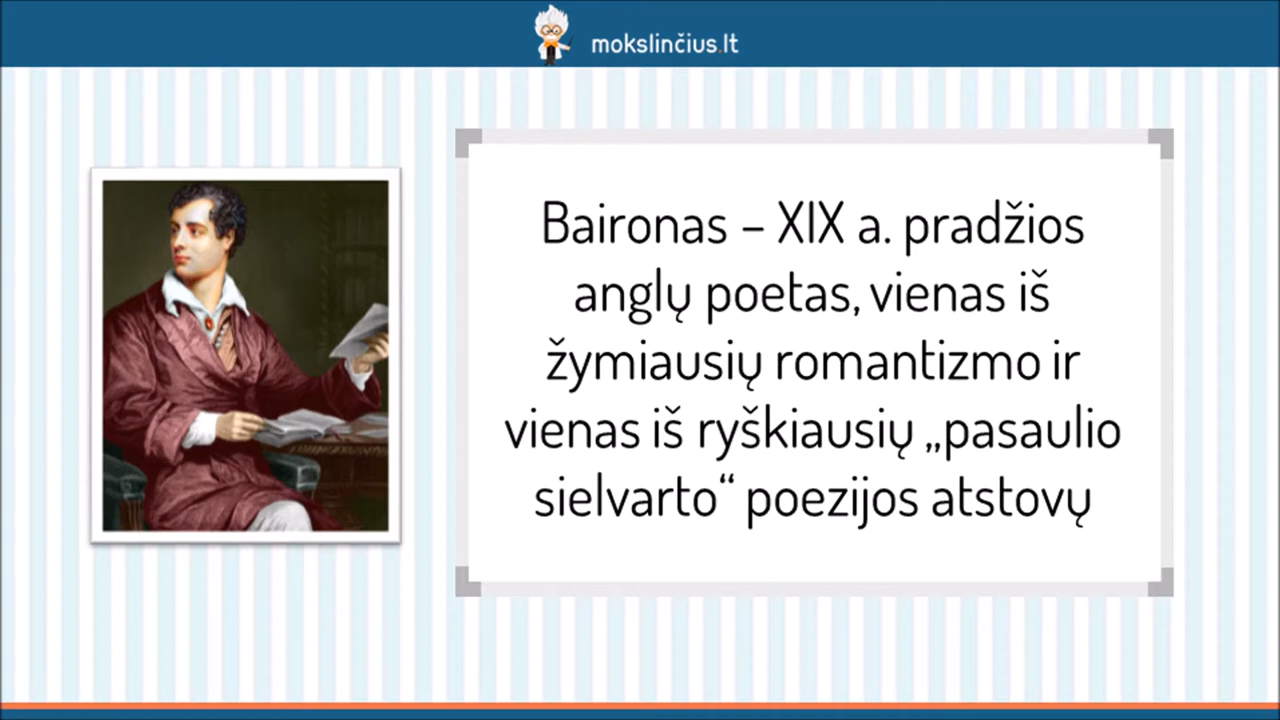 mokslinčius.lt
Baironas – XIX a. pradžios
anglų poetas, vienas iš
žymiausių romantizmo ir
vienas iš ryškiausių „pasaulio
sielvarto“ poezijos atstovų